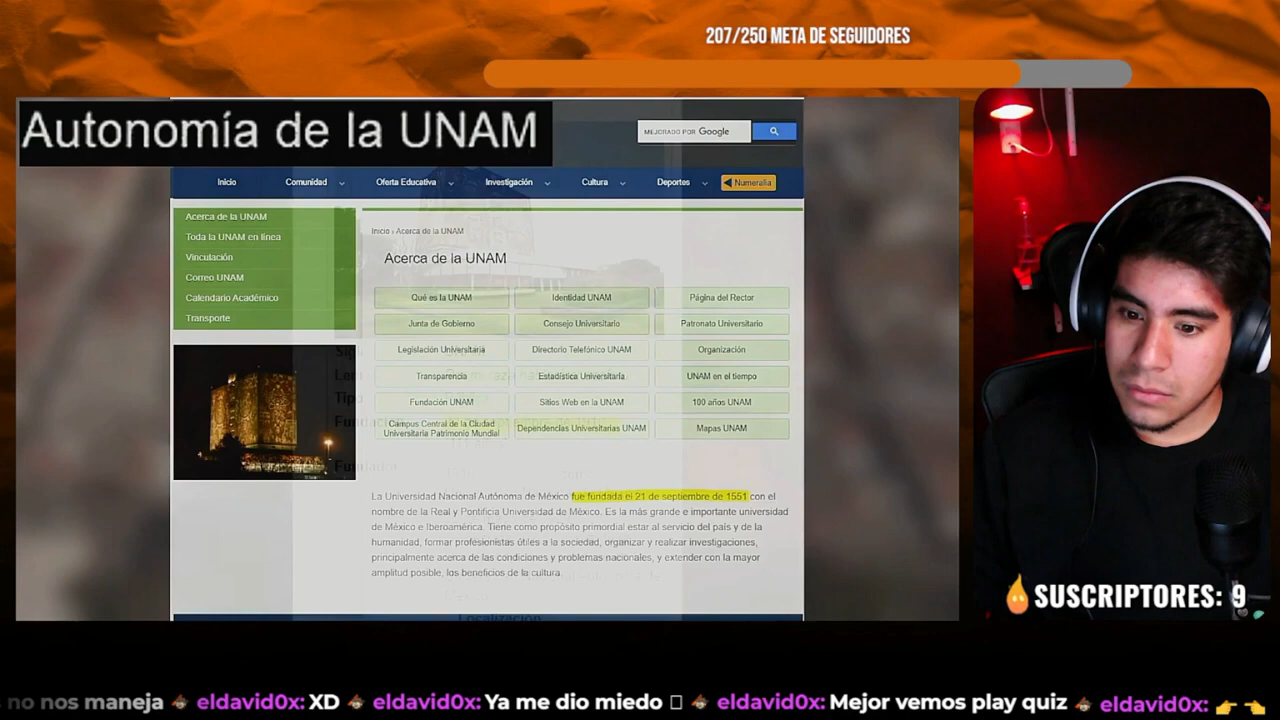 207/250 META DE SEGUIDORES
Autonomía de la UNAM
MEJORADO POR Google
Inicio
Comunidad
Oferta Educativa
Investigación
Cultura
Deportes
Numeralia
Acerca de la UNAM
Toda la UNAM en línea
Vinculación
Correo UNAM
Calendario Académico
Transporte
Inicio › Acerca de la UNAM
Acerca de la UNAM
Qué es la UNAM
Identidad UNAM
Página del Rector
Junta de Gobierno
Consejo Universitario
Patronato Universitario
Legislación Universitaria
Directorio Telefónico UNAM
Organización
Transparencia
Estadística Universitaria
UNAM en el tiempo
Fundación UNAM
Sitios Web en la UNAM
100 años UNAM
Campus Central de la Ciudad
Universitaria Patrimonio Mundial
Dependencias Universitarias UNAM
Mapas UNAM
La Universidad Nacional Autónoma de México fue fundada el 21 de septiembre de 1551 con el
nombre de la Real y Pontificia Universidad de México. Es la más grande e importante universidad
de México e Iberoamérica. Tiene como propósito primordial estar al servicio del país y de la
humanidad, formar profesionistas útiles a la sociedad, organizar y realizar investigaciones,
principalmente acerca de las condiciones y problemas nacionales, y extender con la mayor
amplitud posible, los beneficios de la cultura.
Localización
SUSCRIPTORES: 9
no nos maneja eldavid0x: XD eldavid0x: Ya me dio miedo eldavid0x: Mejor vemos play quiz eldavid0x: